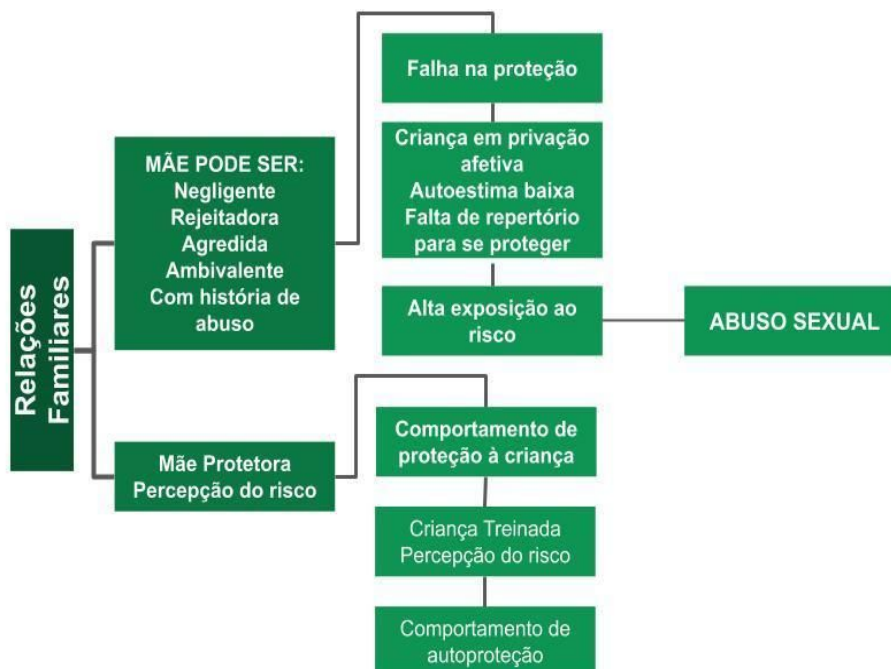 Relações
Familiares
MÃE PODE SER:
Negligente
Rejeitadora
Agredida
Ambivalente
Com história de
abuso
Falha na proteção
Criança em privação
afetiva
Autoestima baixa
Falta de repertório
para se proteger
Alta exposição ao
risco
ABUSO SEXUAL
Mãe Protetora
Percepção do risco
Comportamento de
proteção à criança
Criança Treinada
Percepção do risco
Comportamento de
autoproteção